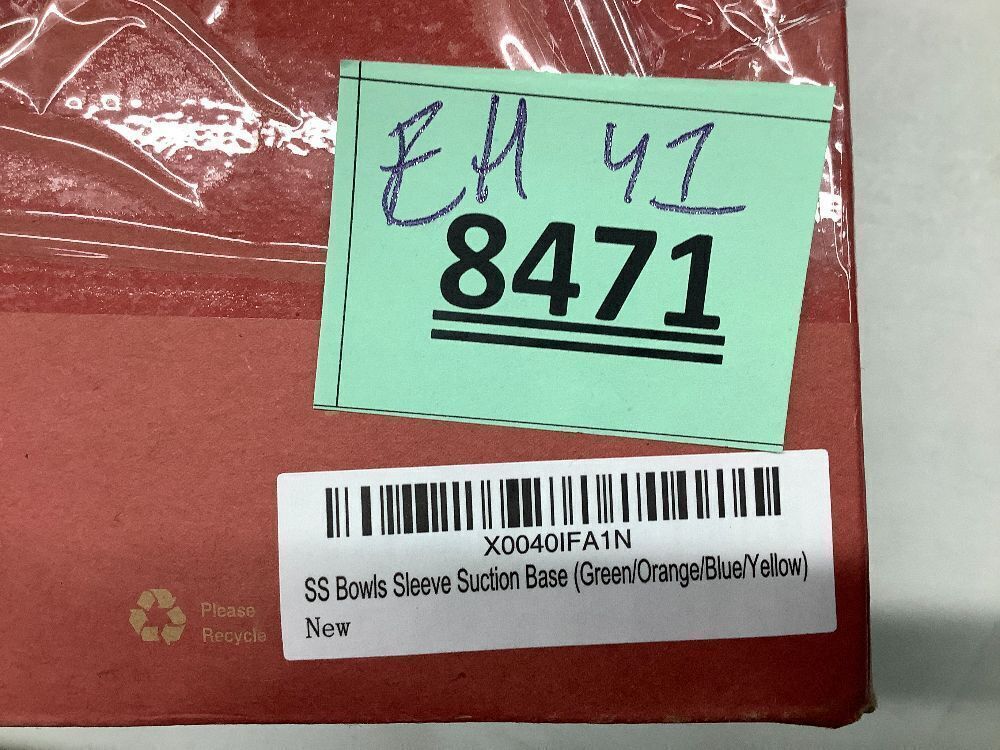 EH 41
8471
X0040IFA1N
SS Bowls Sleeve Suction Base (Green/Orange/Blue/Yellow)
New
Please
Recycle